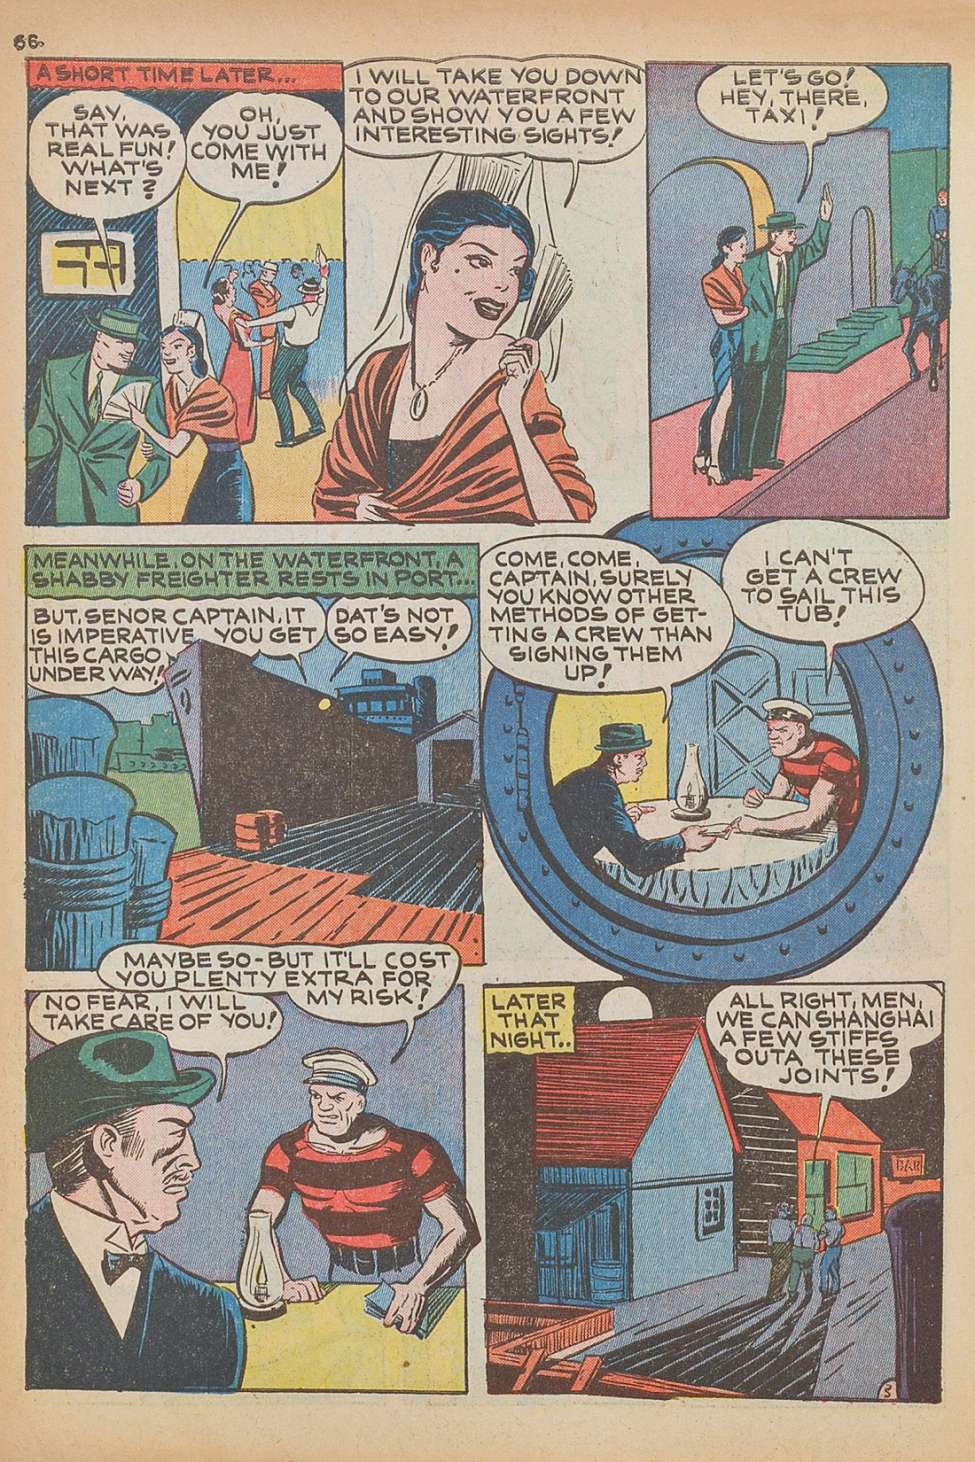 66
A SHORT TIME LATER...
SAY,
THAT WAS
REAL FUN!
WHAT'S
NEXT?
OH,
YOU JUST
COME WITH
ME!
I WILL TAKE YOU DOWN
TO OUR WATERFRONT
AND SHOW YOU A FEW
INTERESTING SIGHTS!
LET'S GO!
HEY, THERE,
TAXI!
MEANWHILE, ON THE WATERFRONT, A
SHABBY FREIGHTER RESTS IN PORT...
BUT, SENOR CAPTAIN, IT
IS IMPERATIVE YOU GET
THIS CARGO
UNDER WAY!
DAT'S NOT
SO EASY!
COME, COME,
CAPTAIN, SURELY
YOU KNOW OTHER
METHODS OF GET-
TING A CREW THAN
SIGNING THEM
UP!
I CAN'T
GET A CREW
TO SAIL THIS
TUB!
MAYBE SO-BUT IT'LL COST
YOU PLENTY EXTRA FOR
MY RISK!
NO FEAR, I WILL
TAKE CARE OF YOU!
LATER
THAT
NIGHT..
ALL RIGHT, MEN,
WE CAN SHANGHAI
A FEW STIFFS
OUTA THESE
JOINTS!
BAR
3